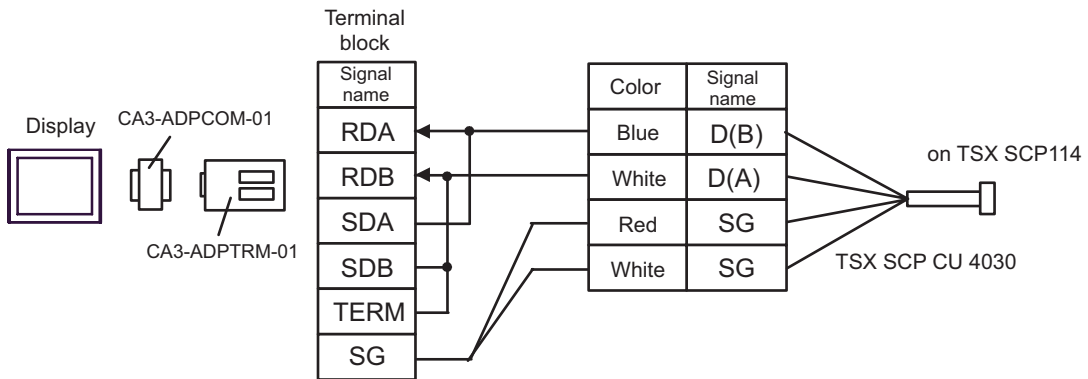 Terminal
block
Display
CA3-ADPCOM-01
CA3-ADPTRM-01
Signal
name
RDA
RDB
SDA
SDB
TERM
SG
Color
Signal
name
Blue
D(B)
White
D(A)
Red
SG
White
SG
on TSX SCP114
TSX SCP CU 4030